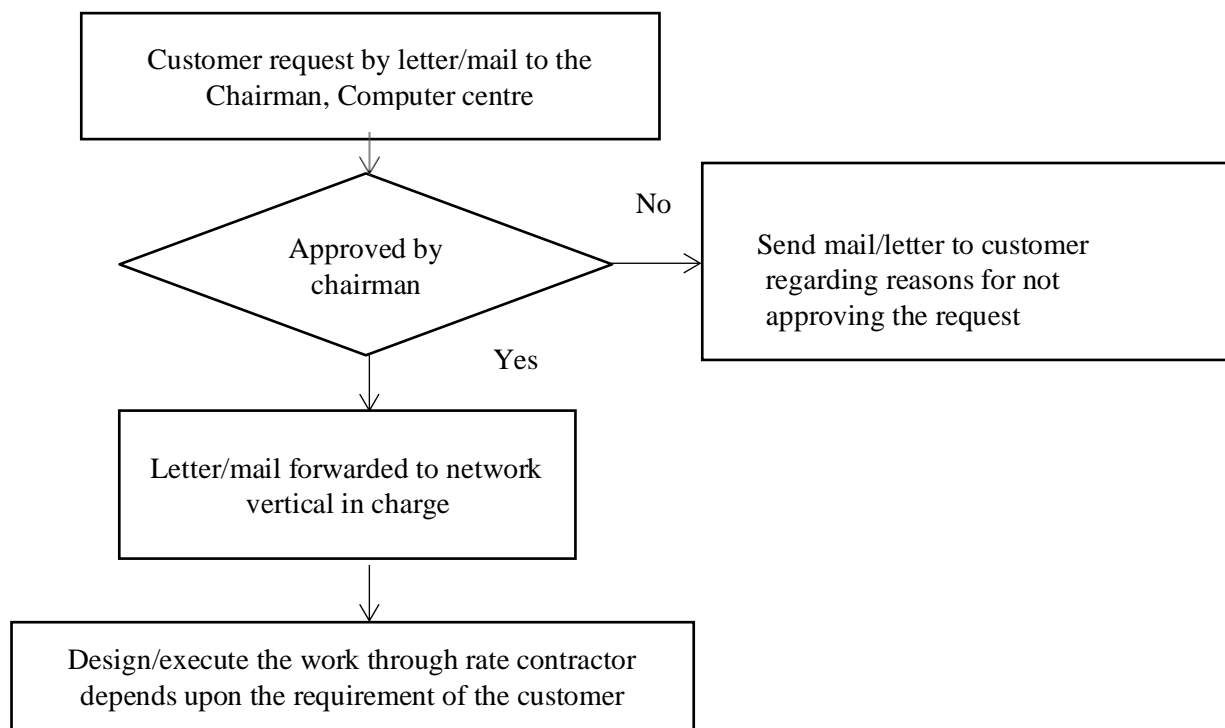 Customer request by letter/mail to the
Chairman, Computer centre
No
Approved by
chairman
Send mail/letter to customer
regarding reasons for not
approving the request
Yes
Letter/mail forwarded to network
vertical in charge
Design/execute the work through rate contractor
depends upon the requirement of the customer